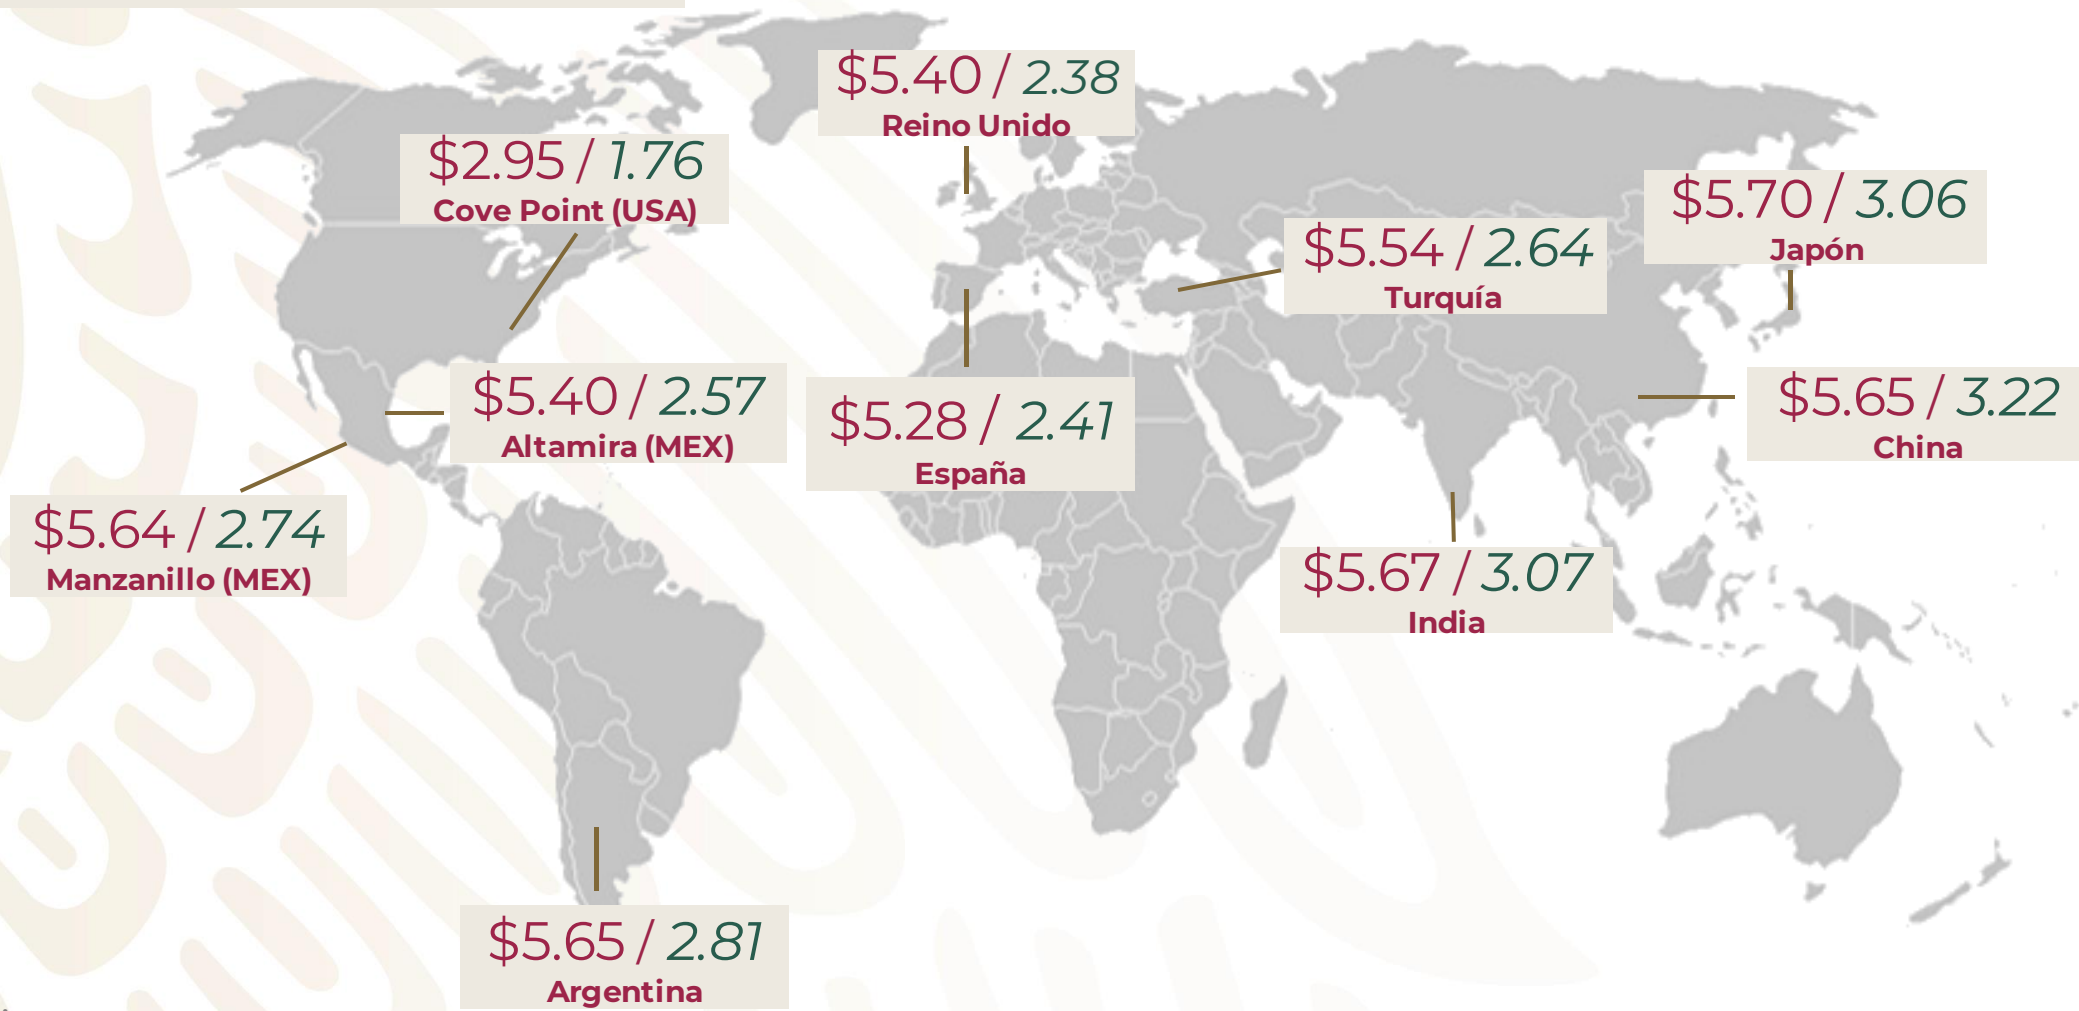 $5.40 / 2.38
Reino Unido
$2.95 / 1.76
Cove Point (USA)
$5.70 / 3.06
Japón
$5.54 / 2.64
Turquía
$5.40 / 2.57
Altamira (MEX)
$5.28 / 2.41
España
$5.65 / 3.22
China
$5.64 / 2.74
Manzanillo (MEX)
$5.67 / 3.07
India
$5.65 / 2.81
Argentina